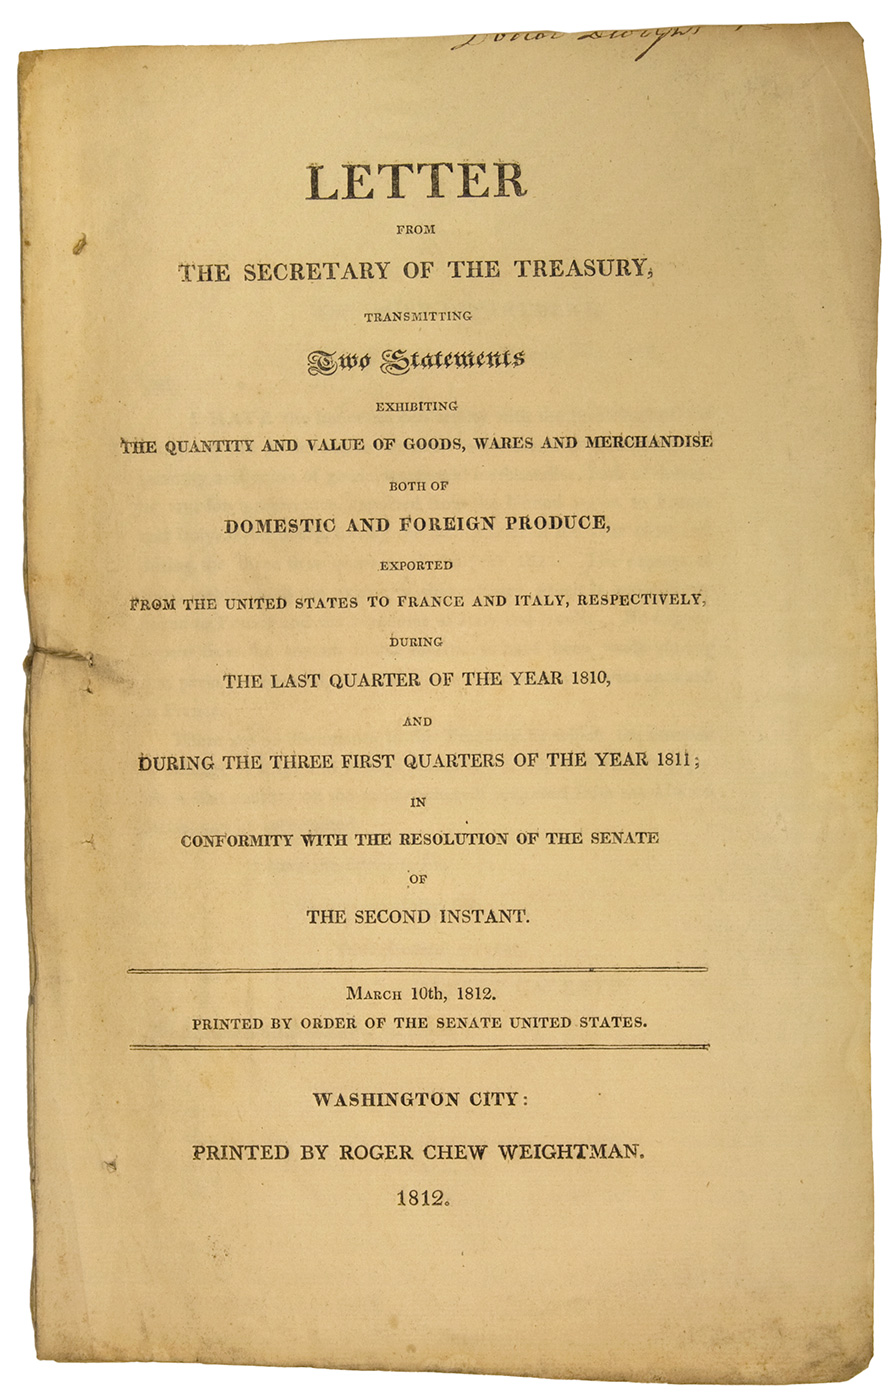 LETTER
FROM
THE SECRETARY OF THE TREASURY,
TRANSMITTING
Two Statements
EXHIBITING
THE QUANTITY AND VALUE OF GOODS, WARES AND MERCHANDISE
BOTH OF
DOMESTIC AND FOREIGN PRODUCE,
EXPORTED
FROM THE UNITED STATES TO FRANCE AND ITALY, RESPECTIVELY,
DURING
THE LAST QUARTER OF THE YEAR 1810,
AND
DURING THE THREE FIRST QUARTERS OF THE YEAR 1811;
IN
CONFORMITY WITH THE RESOLUTION OF THE SENATE
OF
THE SECOND INSTANT.
MARCH 10th, 1812.
PRINTED BY ORDER OF THE SENATE UNITED STATES.
WASHINGTON CITY:
PRINTED BY ROGER CHEW WEIGHTMAN.
1812.